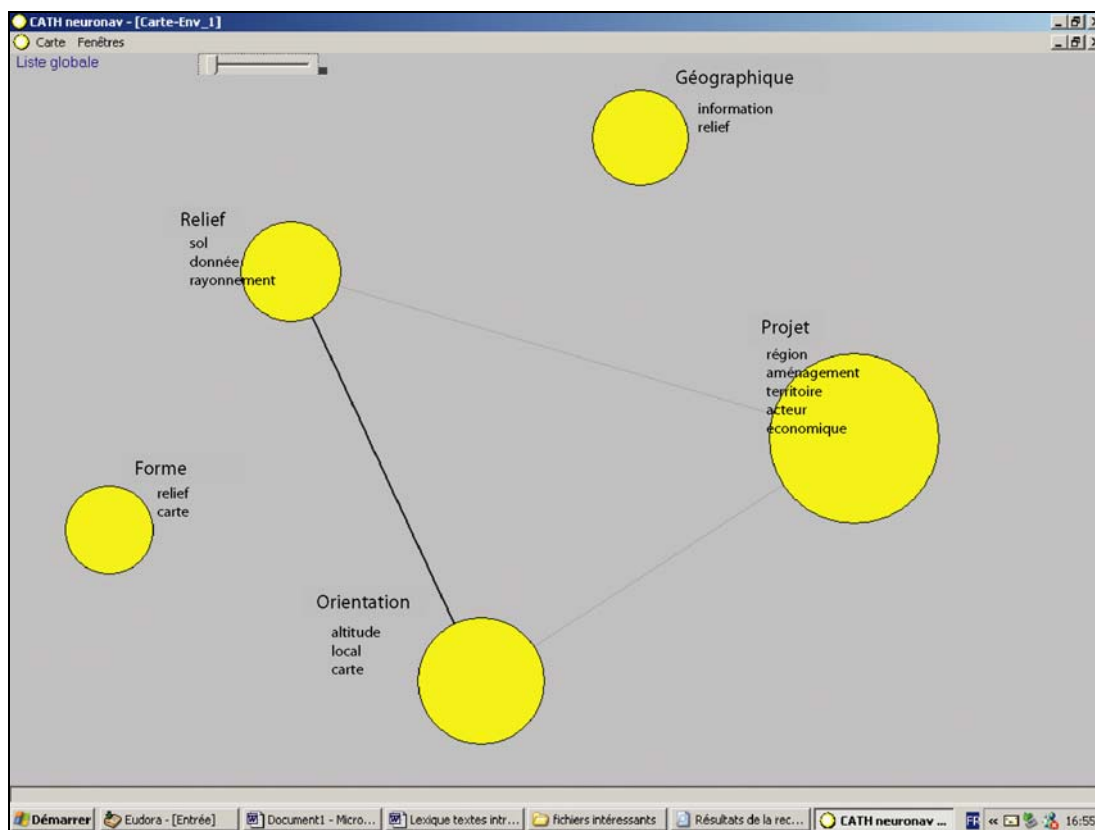 CATH neuronav - [Carte-Env_1]
Carte Fenêtres
Liste globale
Géographique
information
relief
Relief
sol
donnée
rayonnement
Projet
région
aménagement
territoire
acteur
économique
Forme
relief
carte
Orientation
altitude
local
carte
Démarrer
Eudora - [Entrée]
Document1 - Micro...
Lexique textes intr...
fichiers intéressants
Résultats de la rec...
CATH neuronav ...
FR
«
16:55